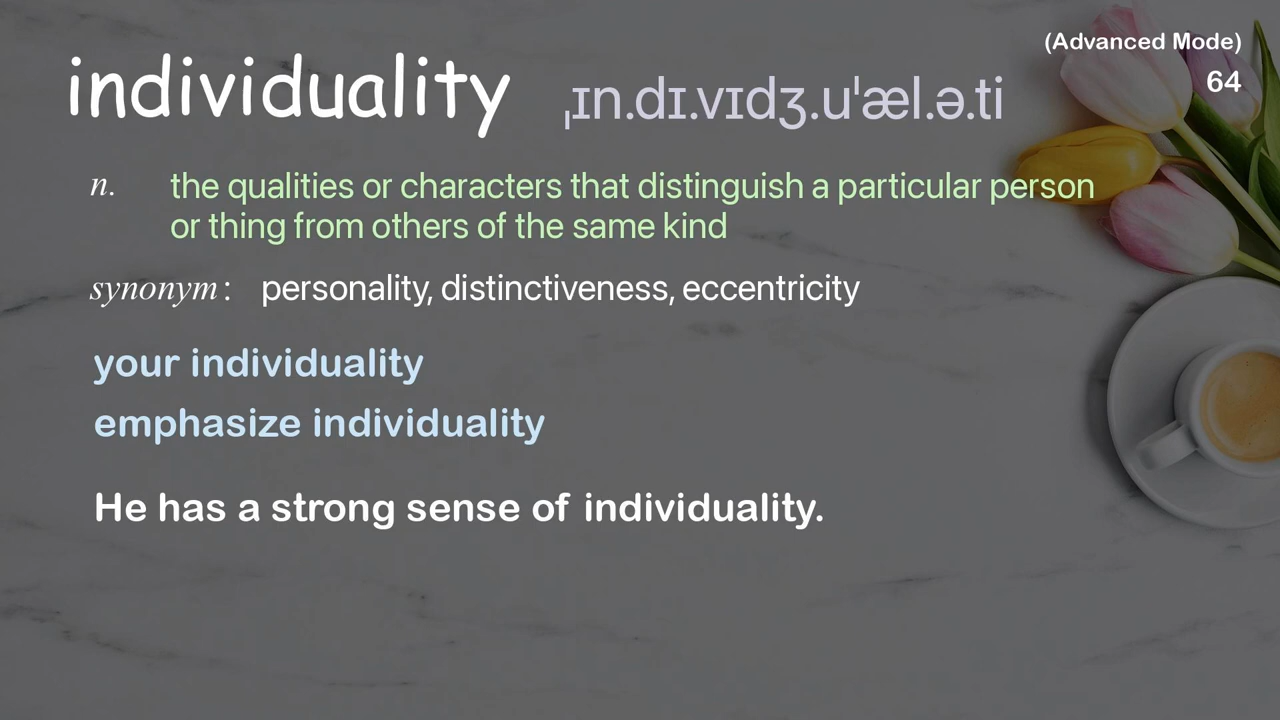 (Advanced Mode)
64
individuality ˌɪn.dɪ.vɪdʒ.uˈæl.ə.ti
n. the qualities or characters that distinguish a particular person
or thing from others of the same kind
synonym: personality, distinctiveness, eccentricity
your individuality
emphasize individuality
He has a strong sense of individuality.